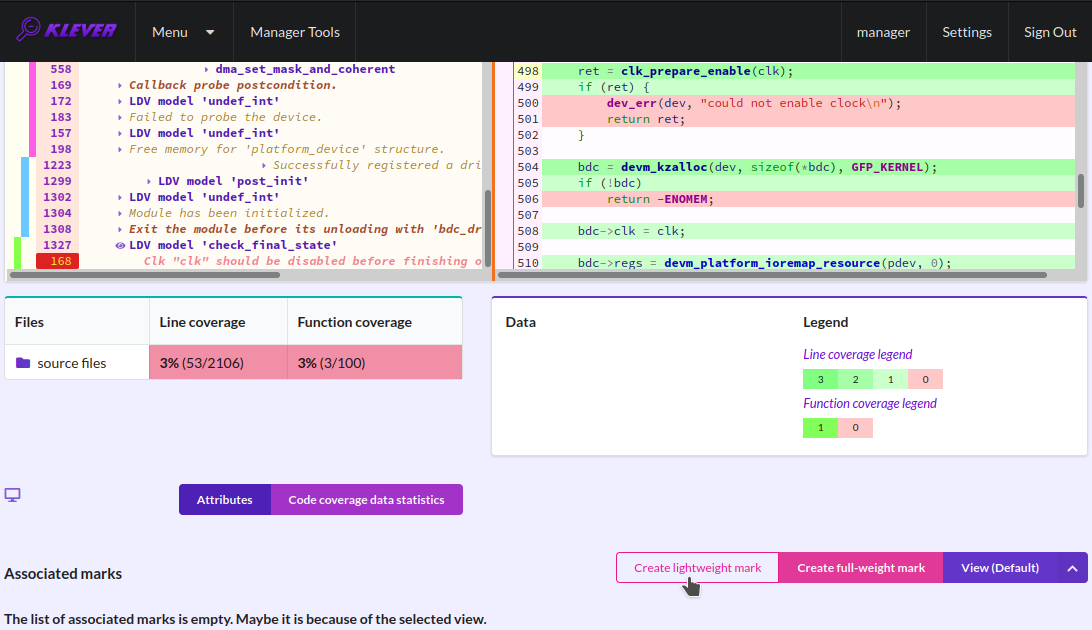 KLEVER Menu Manager Tools manager Settings Sign Out
558 dma_set_mask_and_coherent
169 Callback probe postcondition.
172 LDV model 'undef_int'
183 Failed to probe the device.
157 LDV model 'undef_int'
198 Free memory for 'platform_device' structure.
1223 Successfully registered a dri
1299 LDV model 'post_init'
1302 LDV model 'undef_int'
1304 Module has been initialized.
1308 Exit the module before its unloading with 'bdc_dr
1327 LDV model 'check_final_state'
168 Clk "clk" should be disabled before finishing o
498 ret = clk_prepare_enable(clk);
499 if (ret) {
500 dev_err(dev, "could not enable clock\n");
501 return ret;
502 }
503
504 bdc = devm_kzalloc(dev, sizeof(*bdc), GFP_KERNEL);
505 if (!bdc)
506 return -ENOMEM;
507
508 bdc->clk = clk;
509
510 bdc->regs = devm_platform_ioremap_resource(pdev, 0);
Files Line coverage Function coverage
source files 3% (53/2106) 3% (3/100)
Data Legend
Line coverage legend
3 2 1 0
Function coverage legend
1 0
Attributes Code coverage data statistics
Associated marks Create lightweight mark Create full-weight mark View (Default)
The list of associated marks is empty. Maybe it is because of the selected view.